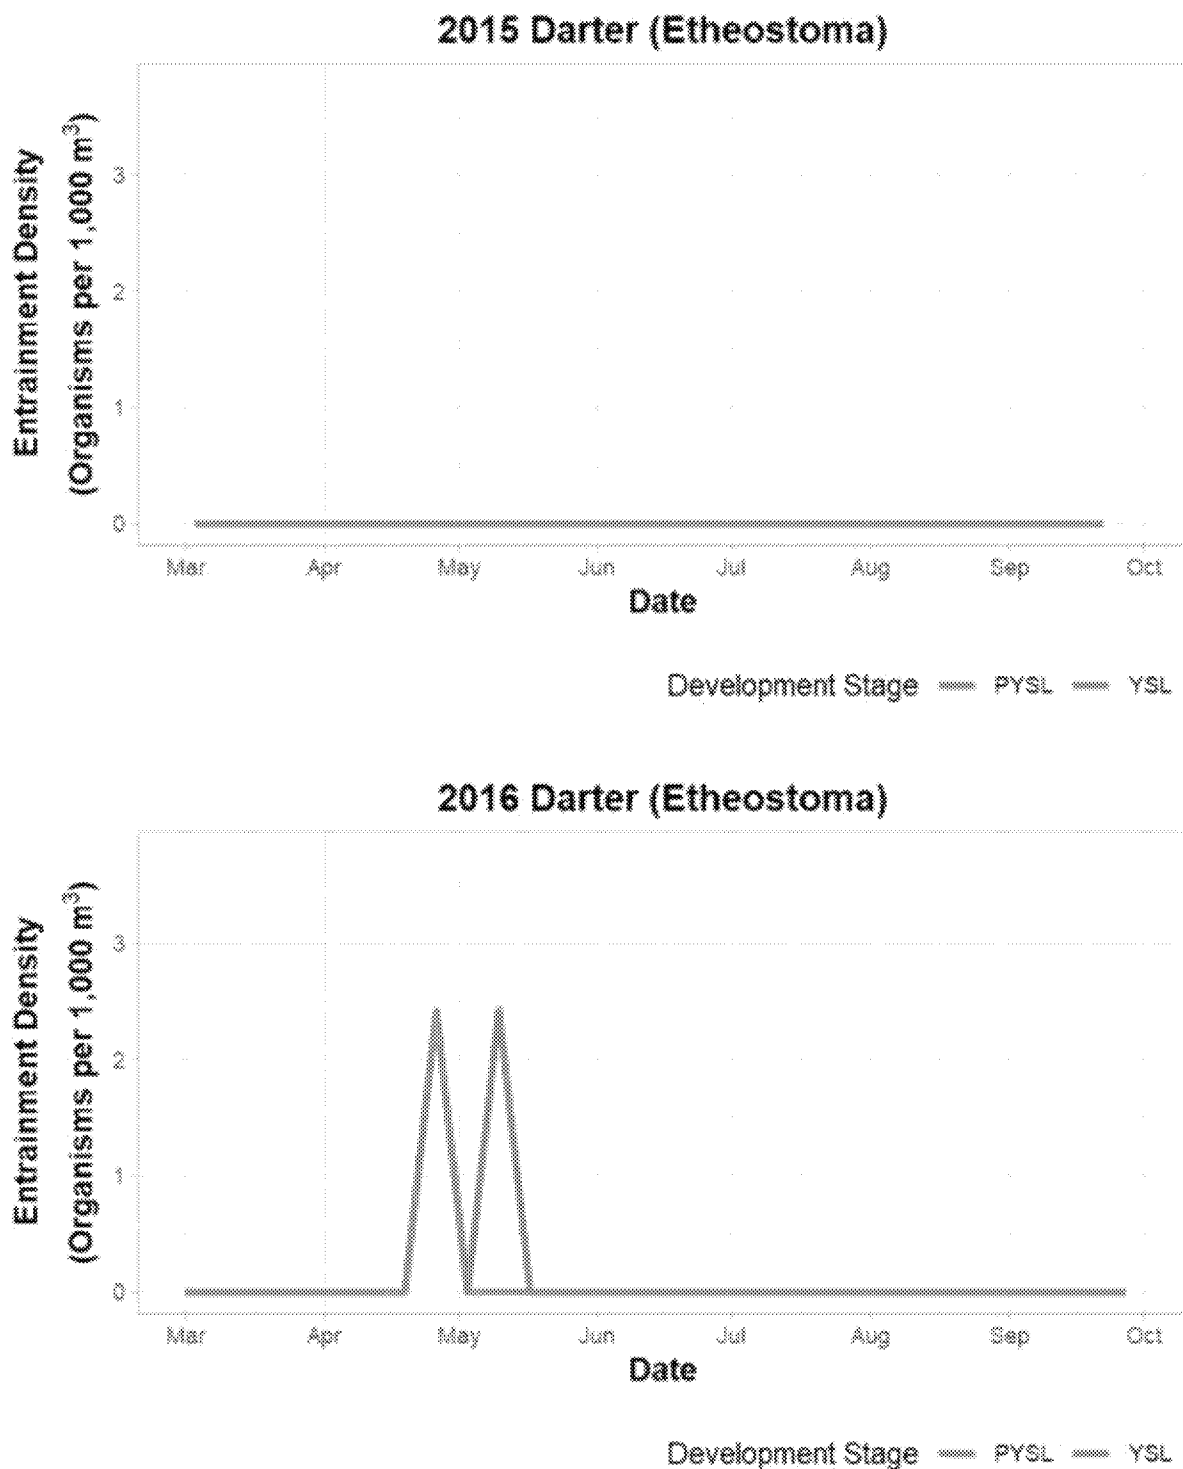 2015 Darter (Etheostoma)
Entrainment Density
(Organisms per 1,000 m³)
3
2
1
0
Mar Apr May Jun Jul Aug Sep Oct
Date
Development Stage PYSL YSL
2016 Darter (Etheostoma)
Entrainment Density
(Organisms per 1,000 m³)
3
2
1
0
Mar Apr May Jun Jul Aug Sep Oct
Date
Development Stage PYSL YSL